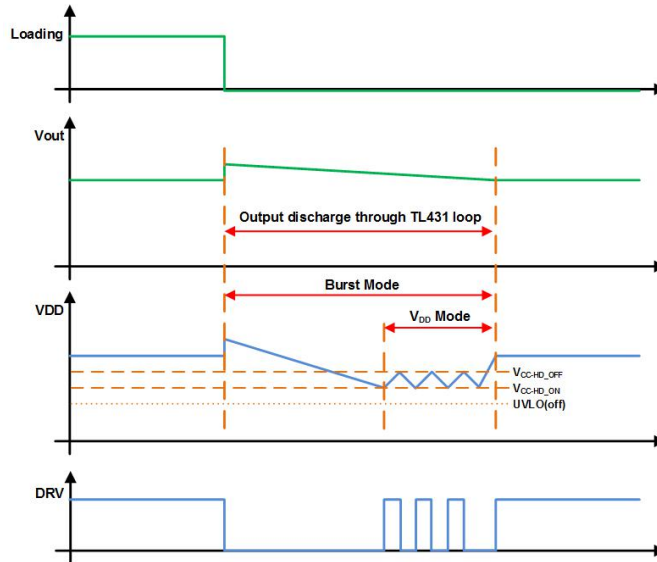 Loading
Vout
Output discharge through TL431 loop
Burst Mode
VDD
VDD Mode
VCC-HD_OFF
VCC-HD_ON
UVLO(off)
DRV